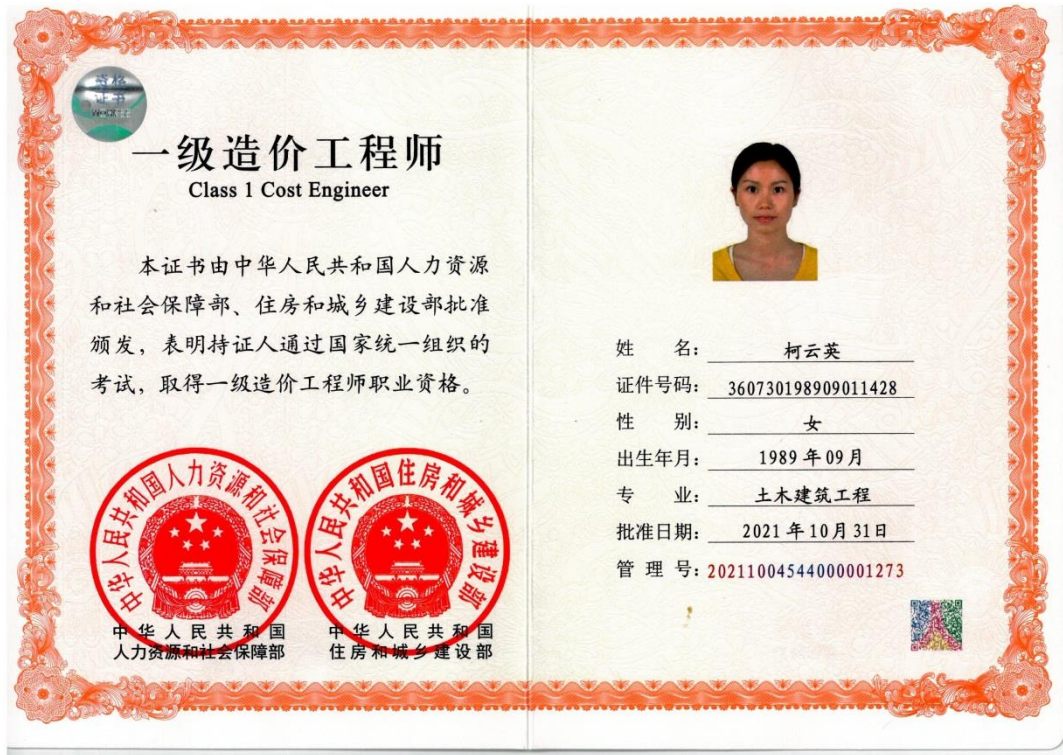 资格
证书
一级造价工程师
Class 1 Cost Engineer
本证书由中华人民共和国人力资源
和社会保障部、住房和城乡建设部批准
颁发，表明持证人通过国家统一组织的
考试，取得一级造价工程师职业资格。
中华人民共和国人力资源和社会保障部
中华人民共和国住房和城乡建设部
中华人民共和国
人力资源和社会保障部
中华人民共和国
住房和城乡建设部
姓 名：柯云英
证件号码：360730198909011428
性 别：女
出生年月：1989年09月
专 业：土木建筑工程
批准日期：2021年10月31日
管 理 号：20211004544000001273